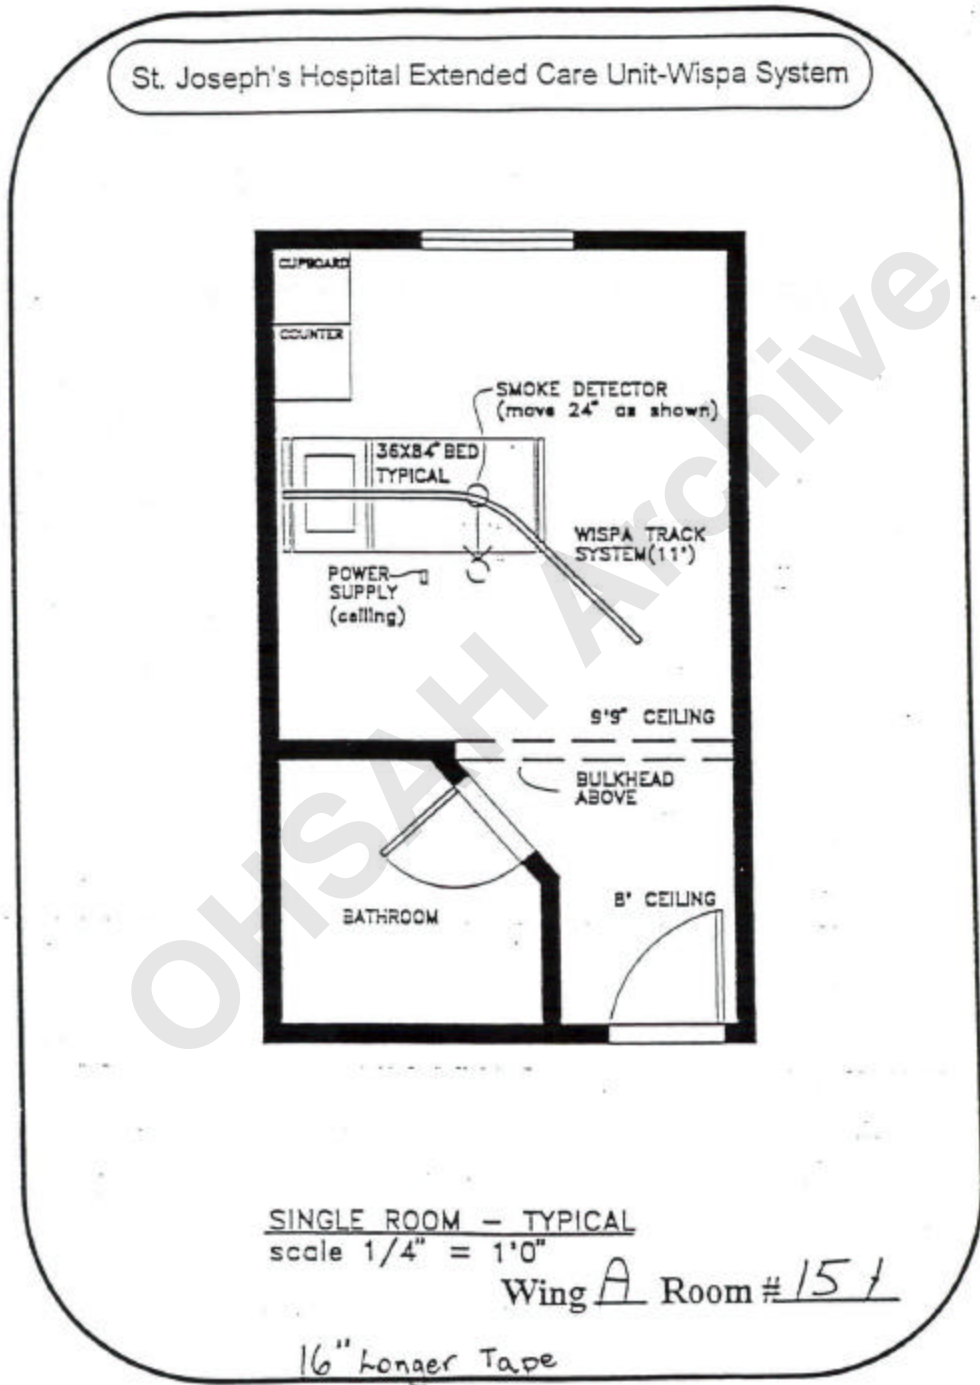 St. Joseph's Hospital Extended Care Unit-Wispa System
CUPBOARD
COUNTER
SMOKE DETECTOR
(move 24" as shown)
36X84" BED
TYPICAL
WISPA TRACK
SYSTEM(11')
POWER
SUPPLY
(ceiling)
9'9" CEILING
BULKHEAD
ABOVE
8' CEILING
BATHROOM
OHSAH Archive
SINGLE ROOM - TYPICAL
scale 1/4" = 1'0"
Wing A Room # 151
16" Longer Tape